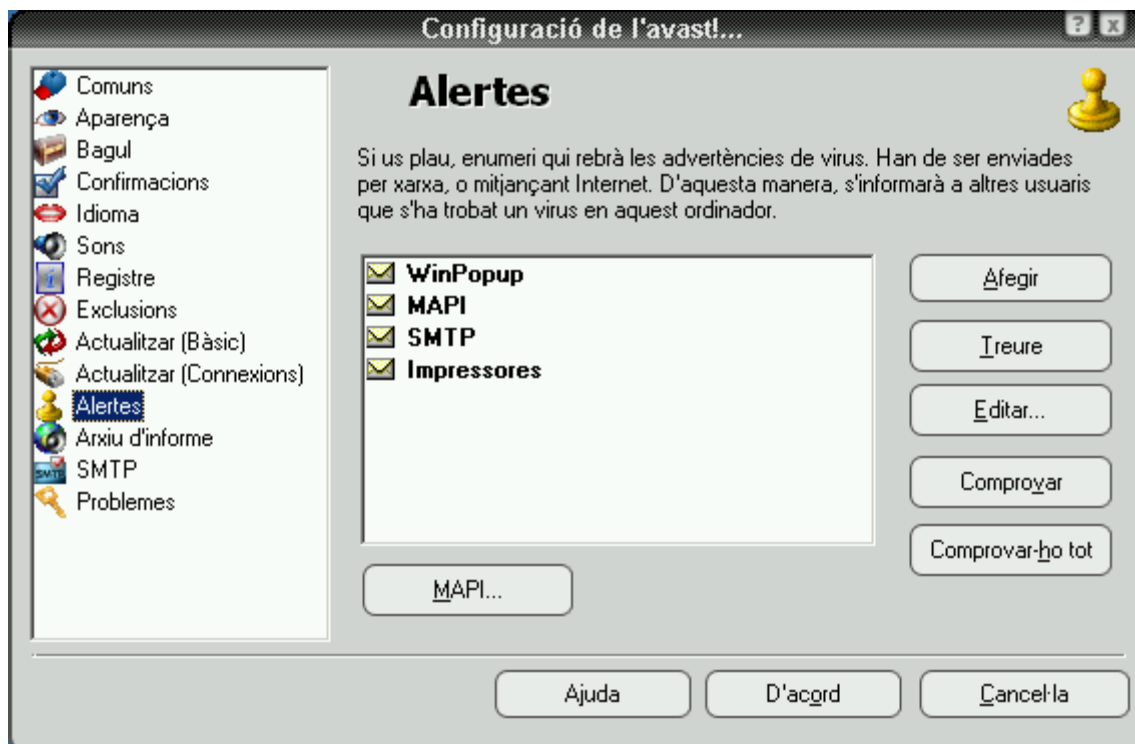 Configuració de l'avast!...
Comuns
Aparença
Bagul
Confirmacions
Idioma
Sons
Registre
Exclusions
Actualitzar (Bàsic)
Actualitzar (Connexions)
Alertes
Arxiu d'informe
SMTP
Problemes
Alertes
Si us plau, enumeri qui rebrà les advertències de virus. Han de ser enviades
per xarxa, o mitjançant Internet. D'aquesta manera, s'informarà a altres usuaris
que s'ha trobat un virus en aquest ordinador.
WinPopup
MAPI
SMTP
Impressores
Afegir
Treure
Editar...
Comprovar
Comprovar-ho tot
MAPI...
Ajuda
D'acord
Cancel·la